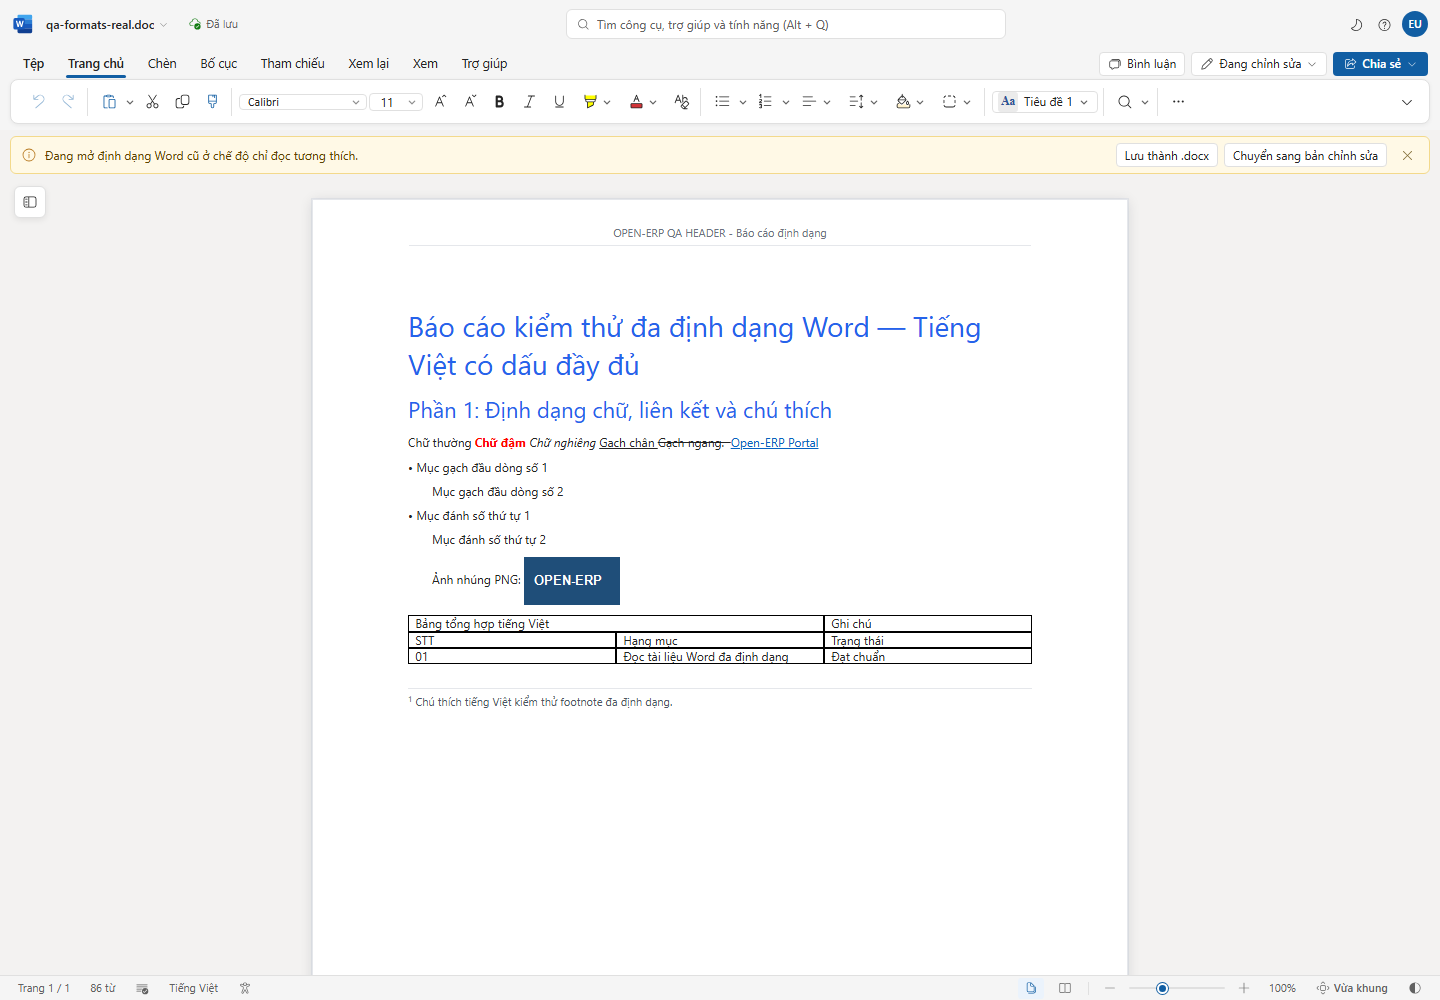 qa-formats-real.doc
Đã lưu
Tìm công cụ, trợ giúp và tính năng (Alt + Q)
EU
Tệp
Trang chủ
Chèn
Bố cục
Tham chiếu
Xem lại
Xem
Trợ giúp
Bình luận
Đang chỉnh sửa
Chia sẻ
Calibri
11
Aa Tiêu đề 1
Đang mở định dạng Word cũ ở chế độ chỉ đọc tương thích.
Lưu thành .docx
Chuyển sang bản chỉnh sửa
OPEN-ERP QA HEADER - Báo cáo định dạng
Báo cáo kiểm thử đa định dạng Word — Tiếng
Việt có dấu đầy đủ
Phần 1: Định dạng chữ, liên kết và chú thích
Chữ thường Chữ đậm Chữ nghiêng Gạch chân Gạch ngang. Open-ERP Portal
• Mục gạch đầu dòng số 1
Mục gạch đầu dòng số 2
• Mục đánh số thứ tự 1
Mục đánh số thứ tự 2
Ảnh nhúng PNG: OPEN-ERP
Bảng tổng hợp tiếng Việt Ghi chú
STT Hạng mục Trạng thái
01 Đọc tài liệu Word đa định dạng Đạt chuẩn
1 Chú thích tiếng Việt kiểm thử footnote đa định dạng.
Trang 1 / 1
86 từ
Tiếng Việt
100%
Vừa khung